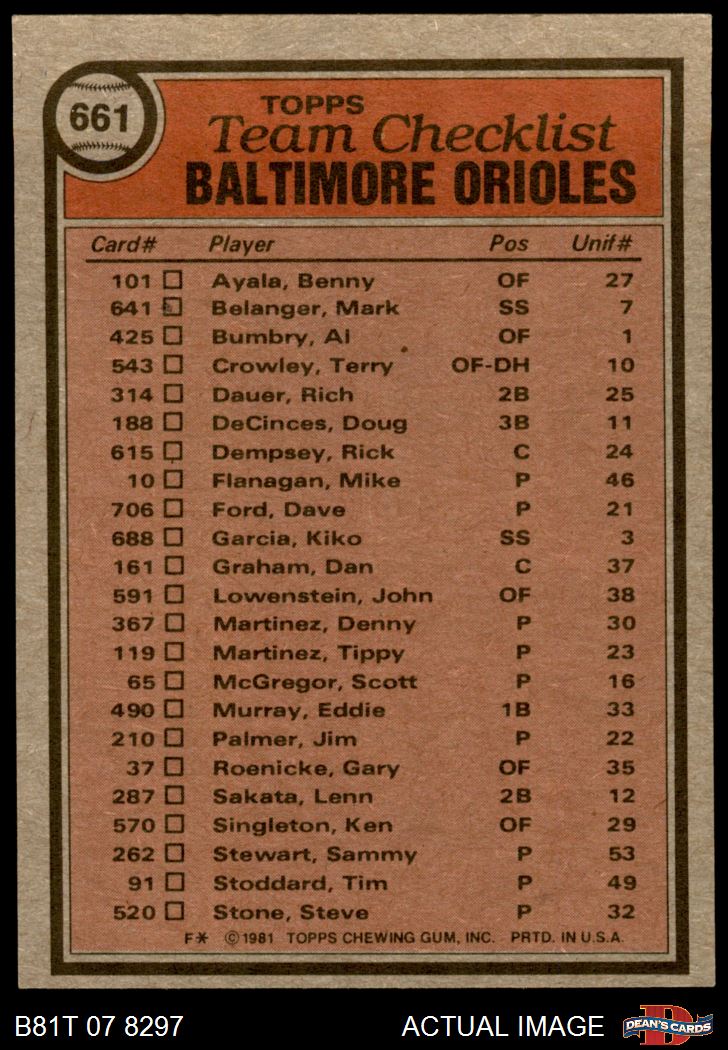 661
TOPPS
Team Checklist
BALTIMORE ORIOLES
Card# Player Pos Unif#
101 Ayala, Benny OF 27
641 Belanger, Mark SS 7
425 Bumbry, Al OF 1
543 Crowley, Terry OF-DH 10
314 Dauer, Rich 2B 25
188 DeCinces, Doug 3B 11
615 Dempsey, Rick C 24
10 Flanagan, Mike P 46
706 Ford, Dave P 21
688 Garcia, Kiko SS 3
161 Graham, Dan C 37
591 Lowenstein, John OF 38
367 Martinez, Denny P 30
119 Martinez, Tippy P 23
65 McGregor, Scott P 16
490 Murray, Eddie 1B 33
210 Palmer, Jim P 22
37 Roenicke, Gary OF 35
287 Sakata, Lenn 2B 12
570 Singleton, Ken OF 29
262 Stewart, Sammy P 53
91 Stoddard, Tim P 49
520 Stone, Steve P 32
F* ©1981 TOPPS CHEWING GUM, INC. PRTD. IN U.S.A.
B81T 07 8297 ACTUAL IMAGE D DEAN'S CARDS